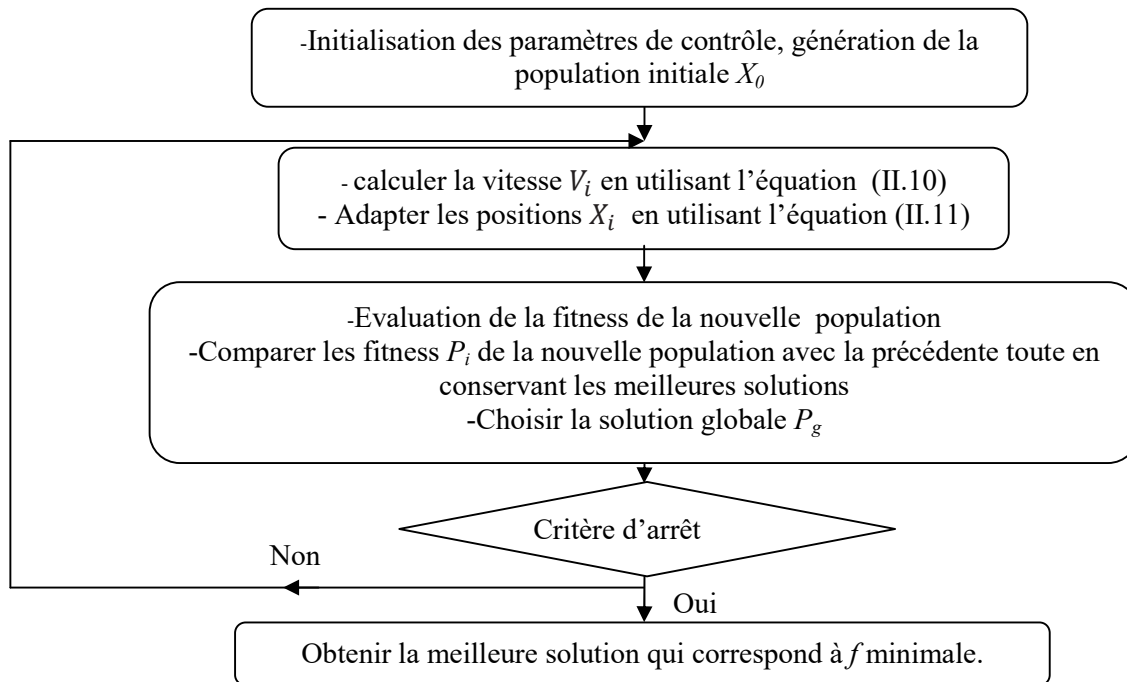 -Initialisation des paramètres de contrôle, génération de la
population initiale X₀
- calculer la vitesse Vᵢ en utilisant l’équation (II.10)
- Adapter les positions Xᵢ en utilisant l’équation (II.11)
-Evaluation de la fitness de la nouvelle population
-Comparer les fitness Pᵢ de la nouvelle population avec la précédente toute en
conservant les meilleures solutions
-Choisir la solution globale P_g
Critère d’arrêt
Non
Oui
Obtenir la meilleure solution qui correspond à f minimale.